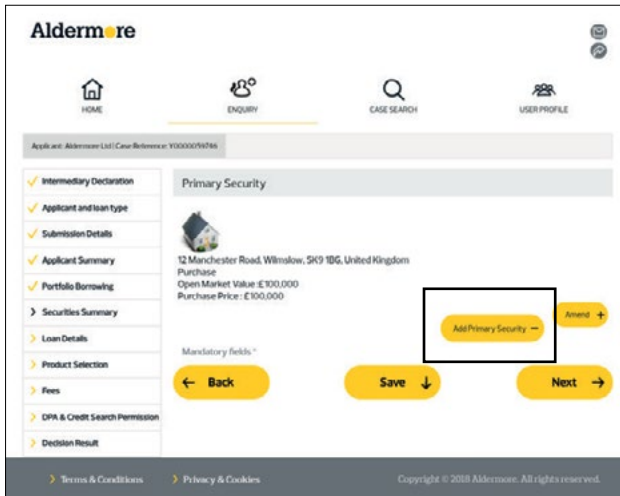 Aldermore
HOME
ENQUIRY
CASE SEARCH
USER PROFILE
Applicant: Aldermore Ltd | Case Reference: Y0000059786
Intermediary Declaration
Applicant and loan type
Submission Details
Applicant Summary
Portfolio Borrowing
Securities Summary
Loan Details
Product Selection
Fees
DPA & Credit Search Permission
Decision Result
Primary Security
12 Manchester Road, Wilmslow, SK9 1BG, United Kingdom
Purchase
Open Market Value :£100,000
Purchase Price : £100,000
Amend +
Add Primary Security −
Mandatory fields *
← Back
Save ↓
Next →
Terms & Conditions
Privacy & Cookies
Copyright © 2018 Aldermore. All rights reserved.